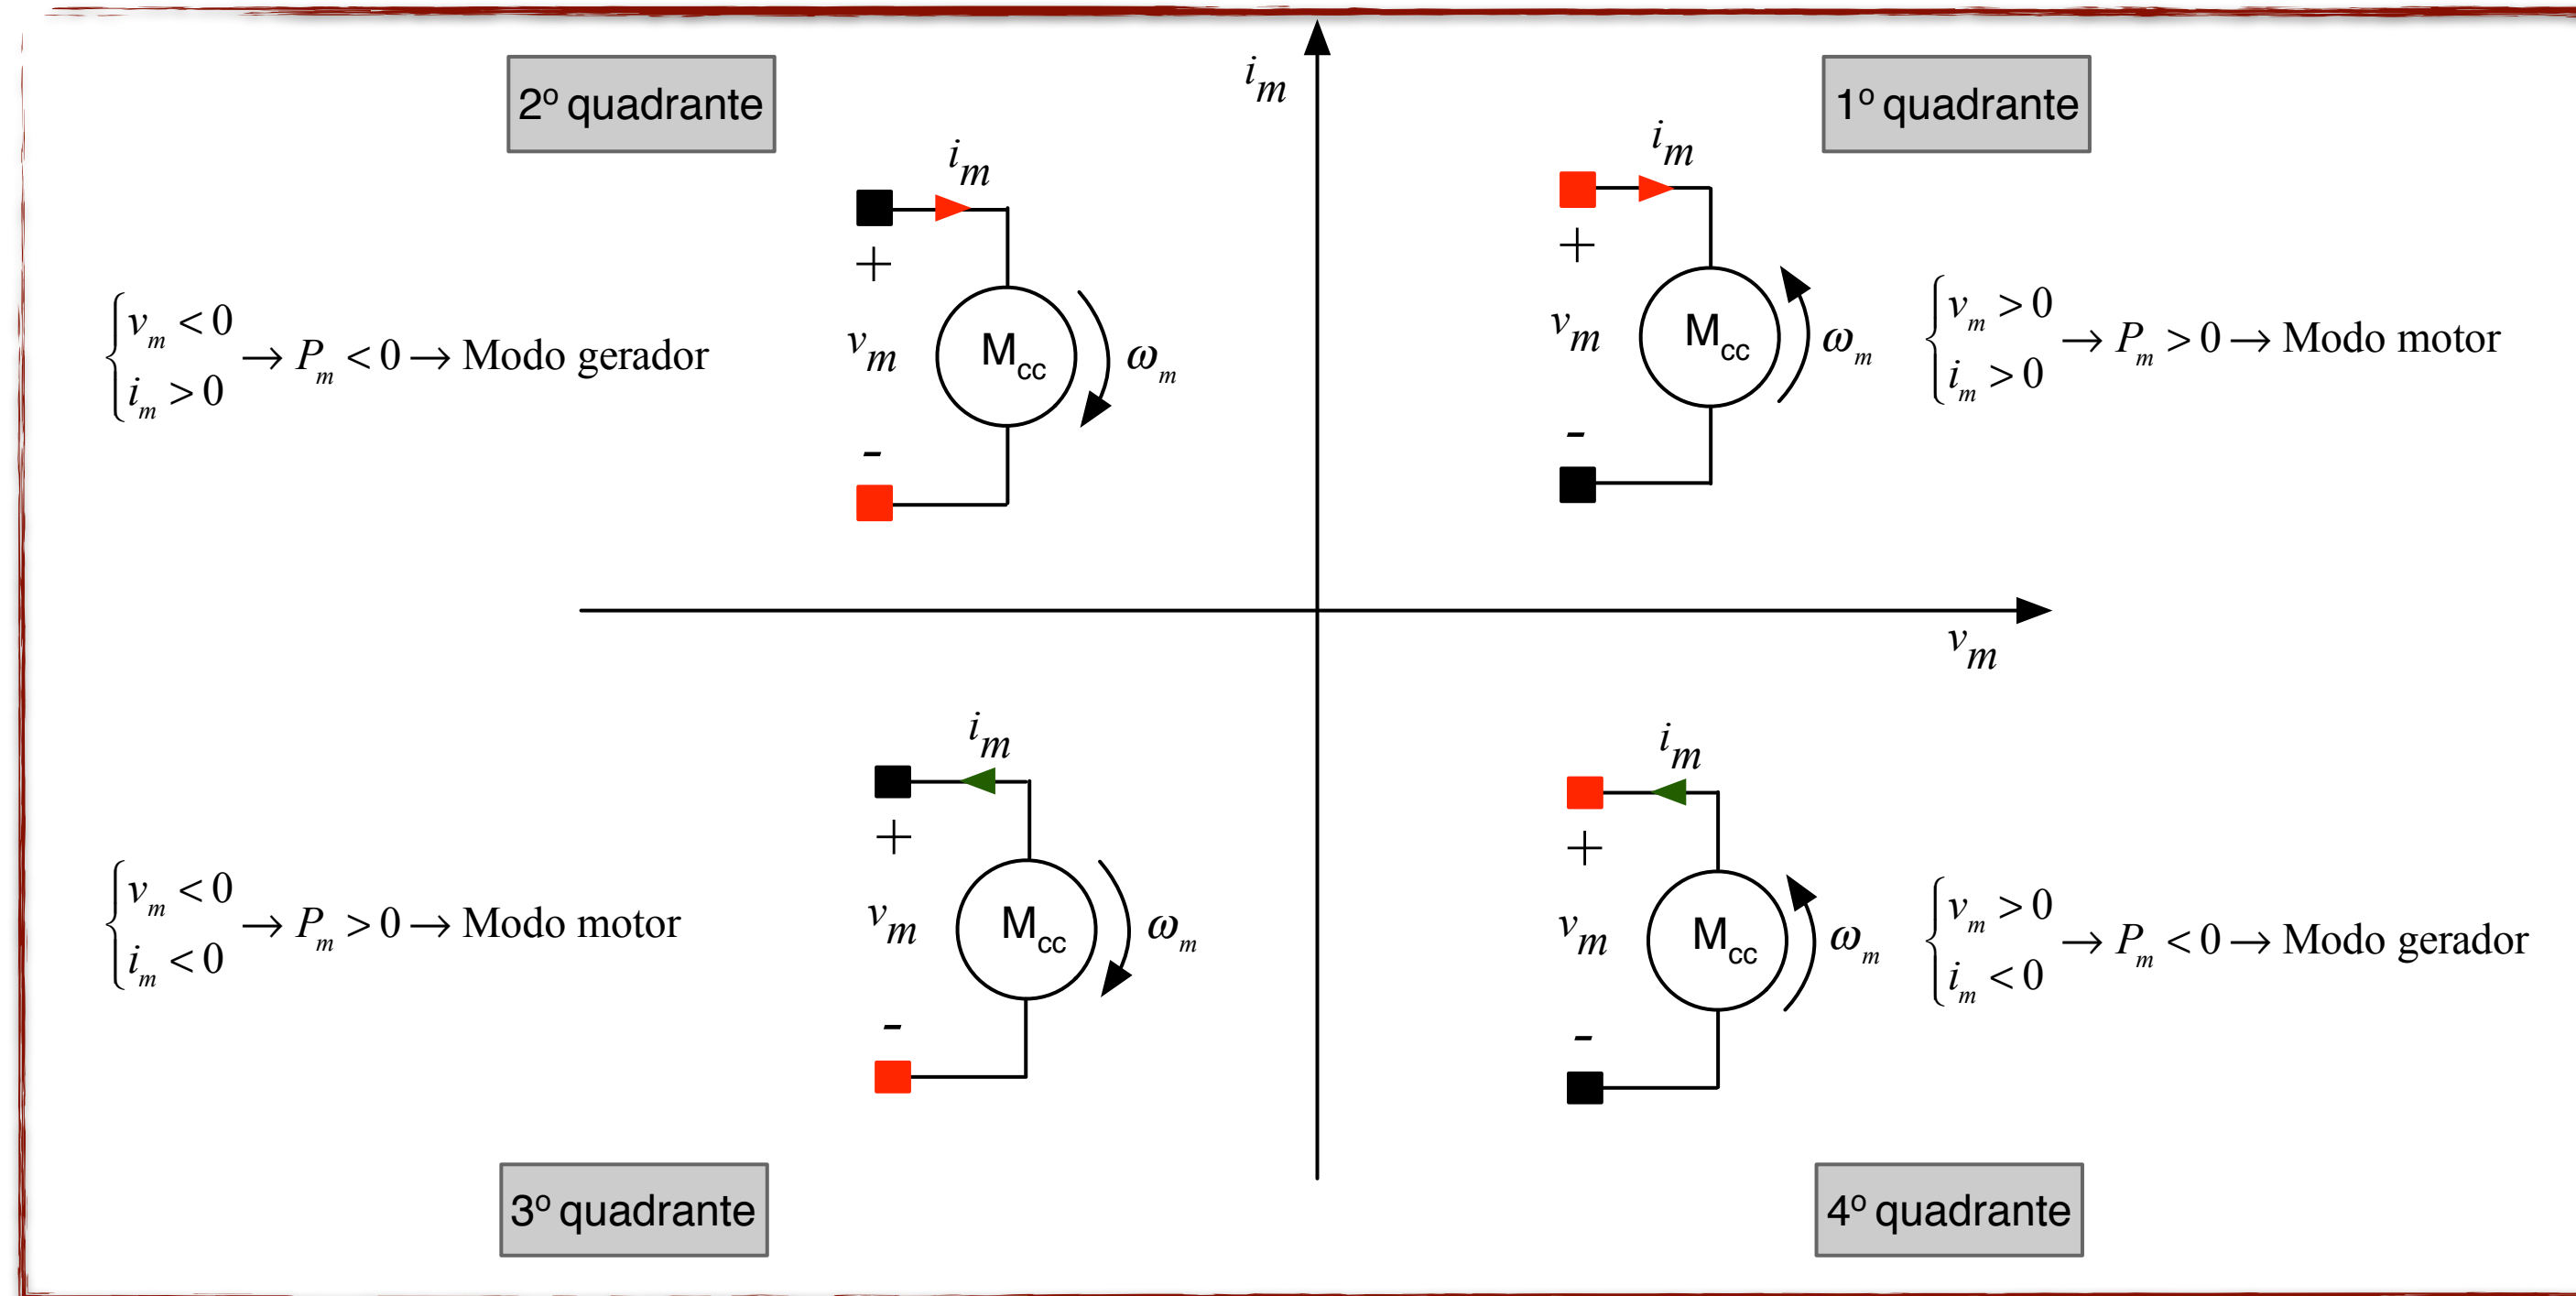 2º quadrante
i_m
1º quadrante
i_m
+
v_m
M_cc
ω_m
-
{v_m < 0
i_m > 0 → P_m < 0 → Modo gerador
i_m
+
v_m
M_cc
ω_m
-
{v_m > 0
i_m > 0 → P_m > 0 → Modo motor
v_m
i_m
+
v_m
M_cc
ω_m
-
{v_m < 0
i_m < 0 → P_m > 0 → Modo motor
i_m
+
v_m
M_cc
ω_m
-
{v_m > 0
i_m < 0 → P_m < 0 → Modo gerador
3º quadrante
4º quadrante